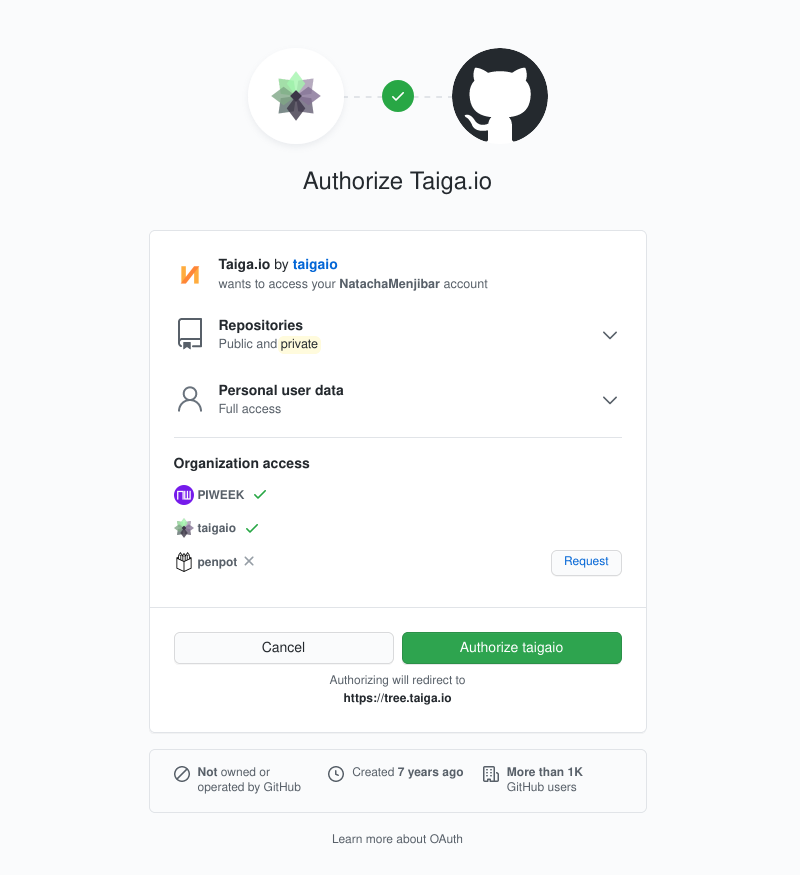 Authorize Taiga.io
Taiga.io by taigaio
wants to access your NatachaMenjibar account
Repositories
Public and private
Personal user data
Full access
Organization access
PIWEEK
taigaio
penpot
Request
Cancel
Authorize taigaio
Authorizing will redirect to
https://tree.taiga.io
Not owned or
operated by GitHub
Created 7 years ago
More than 1K
GitHub users
Learn more about OAuth